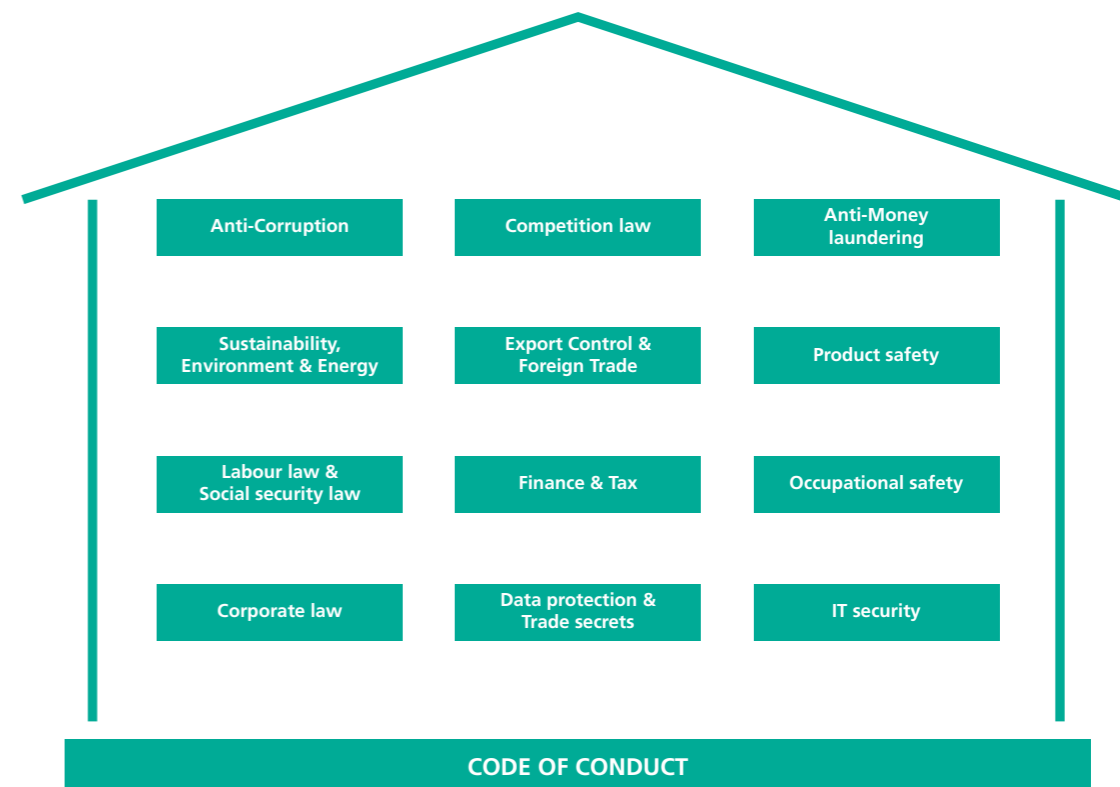 Anti-Corruption
Competition law
Anti-Money
laundering
Sustainability,
Environment & Energy
Export Control &
Foreign Trade
Product safety
Labour law &
Social security law
Finance & Tax
Occupational safety
Corporate law
Data protection &
Trade secrets
IT security
CODE OF CONDUCT